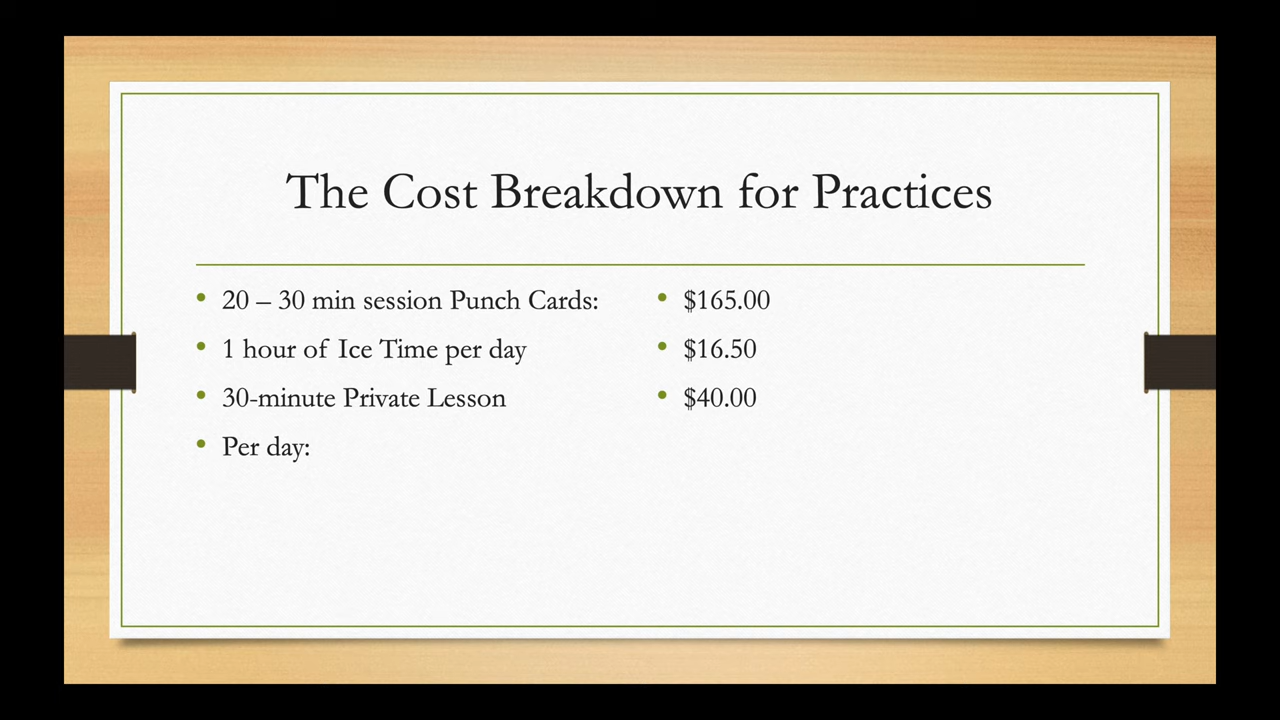 The Cost Breakdown for Practices
20 – 30 min session Punch Cards: $165.00
1 hour of Ice Time per day $16.50
30-minute Private Lesson $40.00
Per day: